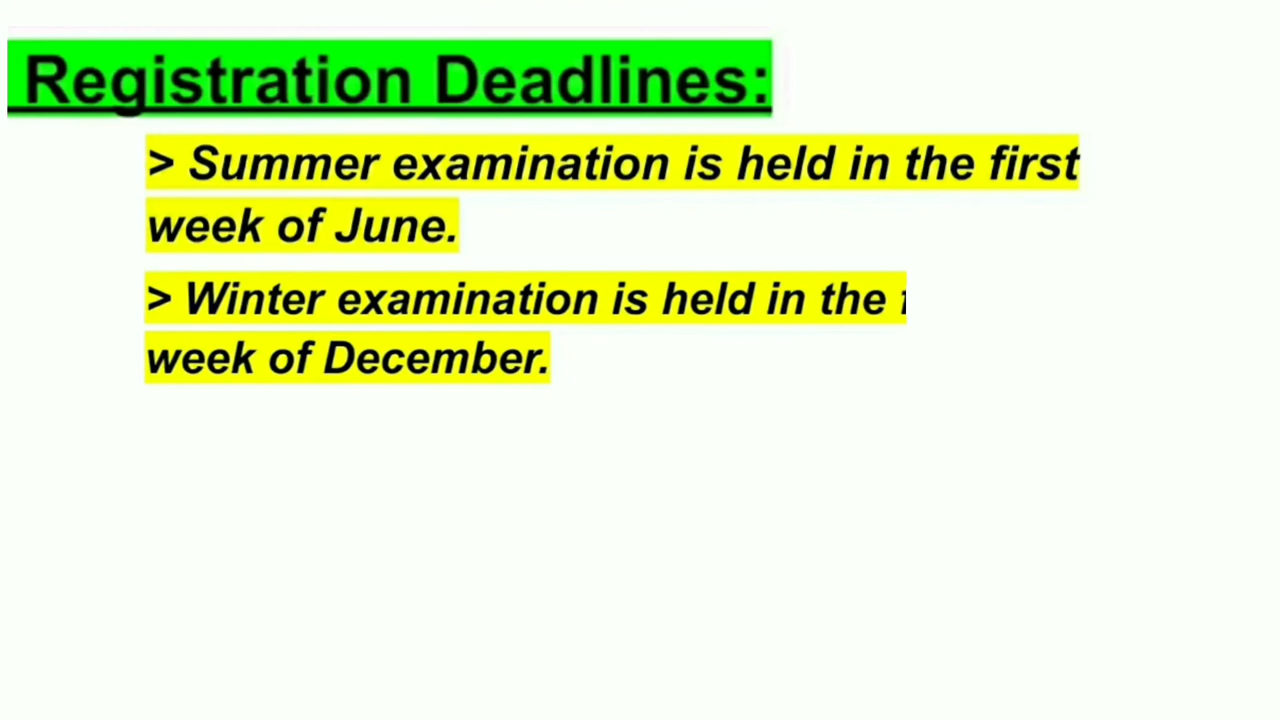 Registration Deadlines:
> Summer examination is held in the first
week of June.
> Winter examination is held in the
week of December.